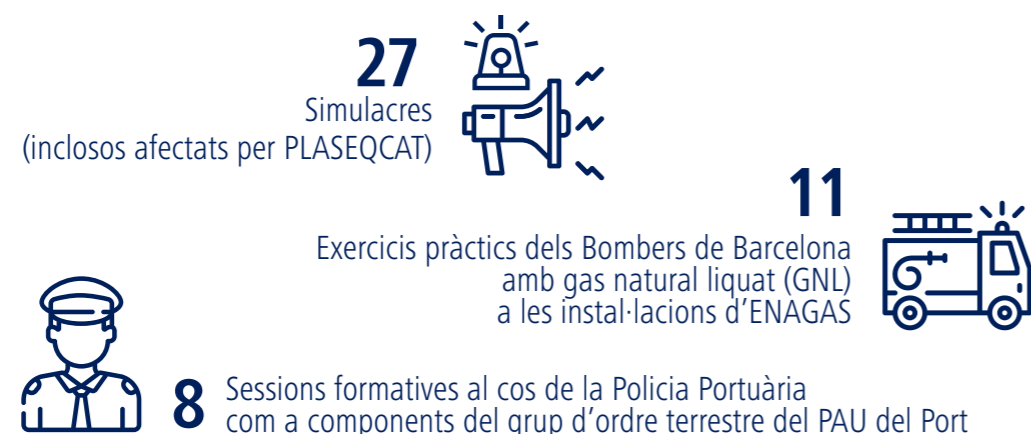 27
Simulacres
(inclosos afectats per PLASEQCAT)
11
Exercicis pràctics dels Bombers de Barcelona
amb gas natural liquat (GNL)
a les instal·lacions d’ENAGAS
8
Sessions formatives al cos de la Policia Portuària
com a components del grup d’ordre terrestre del PAU del Port